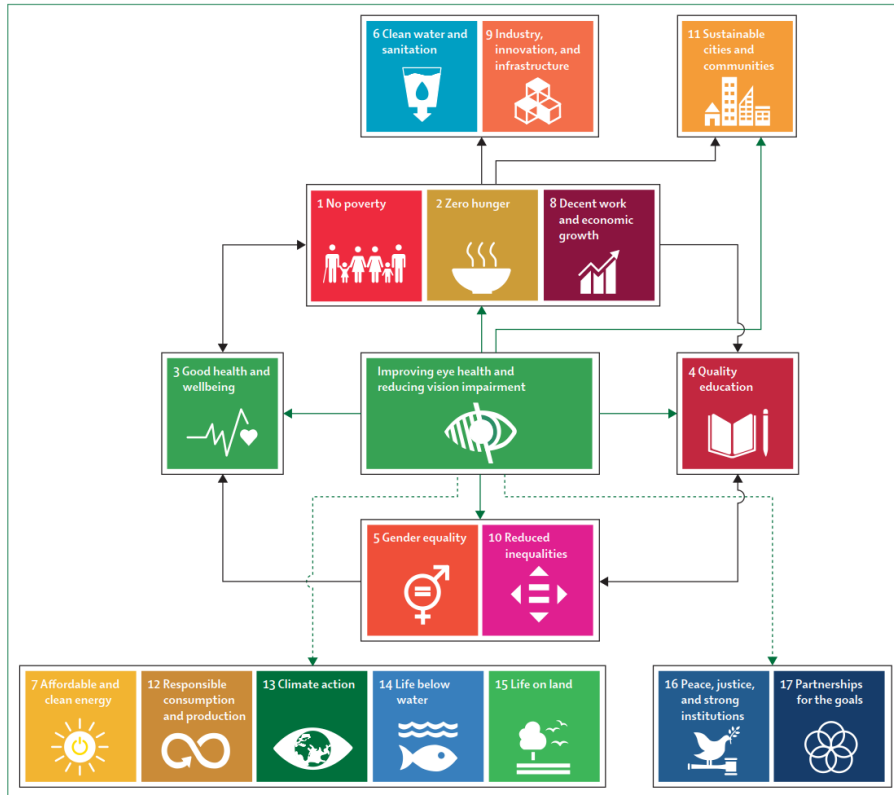 6 Clean water and
sanitation
9 Industry,
innovation, and
infrastructure
11 Sustainable
cities and
communities
1 No poverty
2 Zero hunger
8 Decent work
and economic
growth
3 Good health and
wellbeing
Improving eye health and
reducing vision impairment
4 Quality
education
5 Gender equality
10 Reduced
inequalities
7 Affordable and
clean energy
12 Responsible
consumption
and production
13 Climate action
14 Life below
water
15 Life on land
16 Peace, justice,
and strong
institutions
17 Partnerships
for the goals